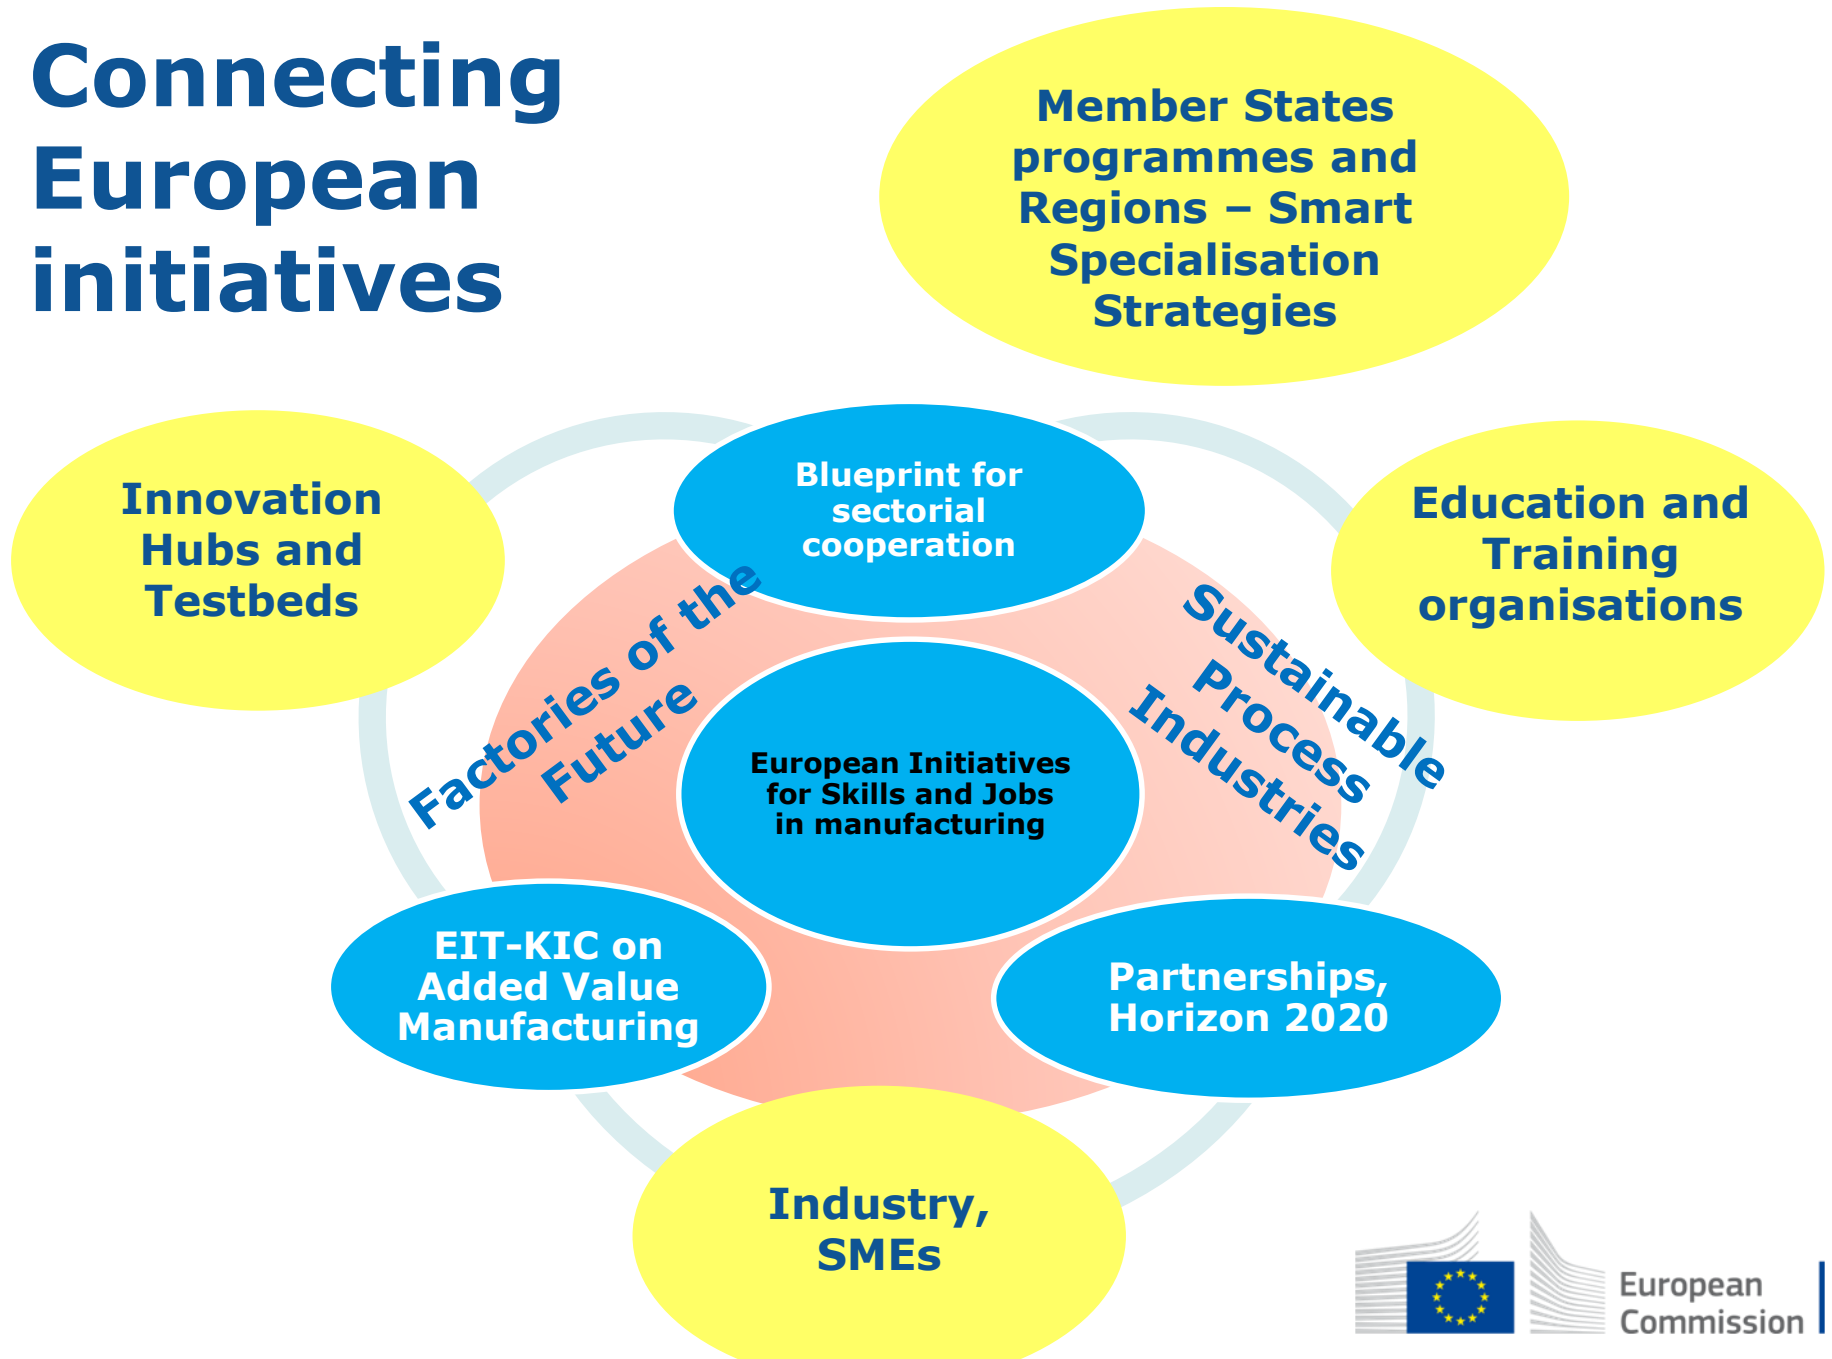 Connecting
European
initiatives
Member States
programmes and
Regions – Smart
Specialisation
Strategies
Innovation
Hubs and
Testbeds
Blueprint for
sectorial
cooperation
Education and
Training
organisations
Factories of the
Future
Sustainable
Process
Industries
European Initiatives
for Skills and Jobs
in manufacturing
EIT-KIC on
Added Value
Manufacturing
Partnerships,
Horizon 2020
Industry,
SMEs
European
Commission